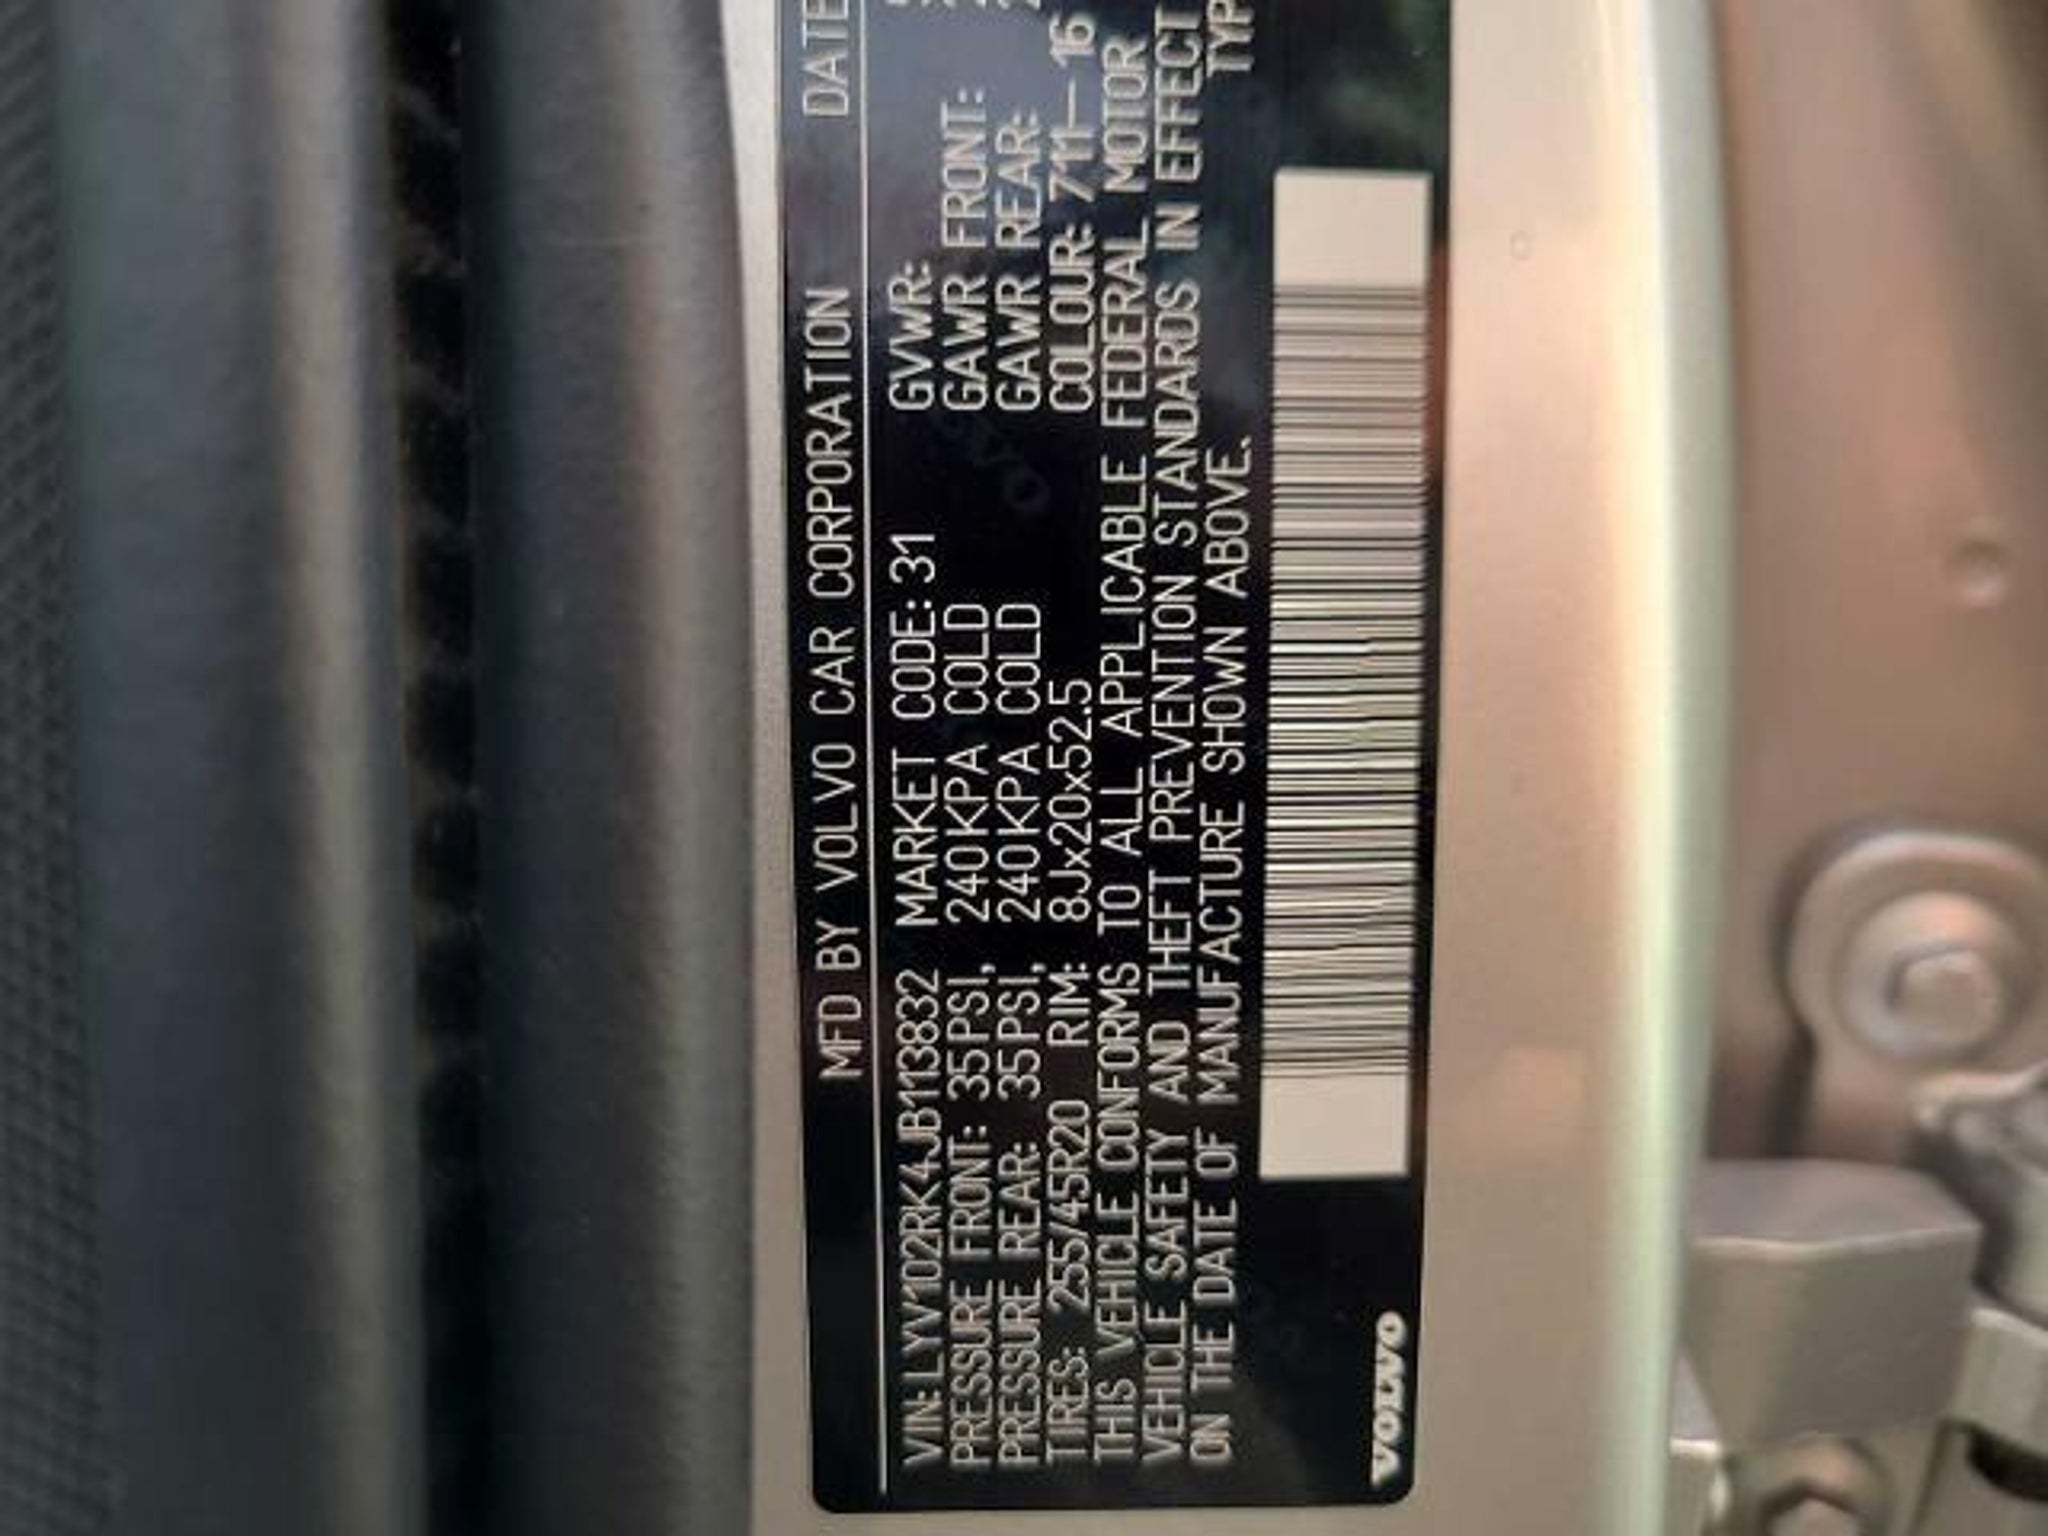 MFD BY VOLVO CAR CORPORATION DATE
VIN: LYV102RK4JB113832 MARKET CODE: 31 GVWR:
PRESSURE FRONT: 35PSI, 240KPA COLD GAWR FRONT:
PRESSURE REAR: 35PSI, 240KPA COLD GAWR REAR:
TIRES: 255/45R20 RIM: 8Jx20x52.5 COLOUR: 711-16
THIS VEHICLE CONFORMS TO ALL APPLICABLE FEDERAL MOTOR
VEHICLE SAFETY AND THEFT PREVENTION STANDARDS IN EFFECT
ON THE DATE OF MANUFACTURE SHOWN ABOVE. TYP
VOLVO